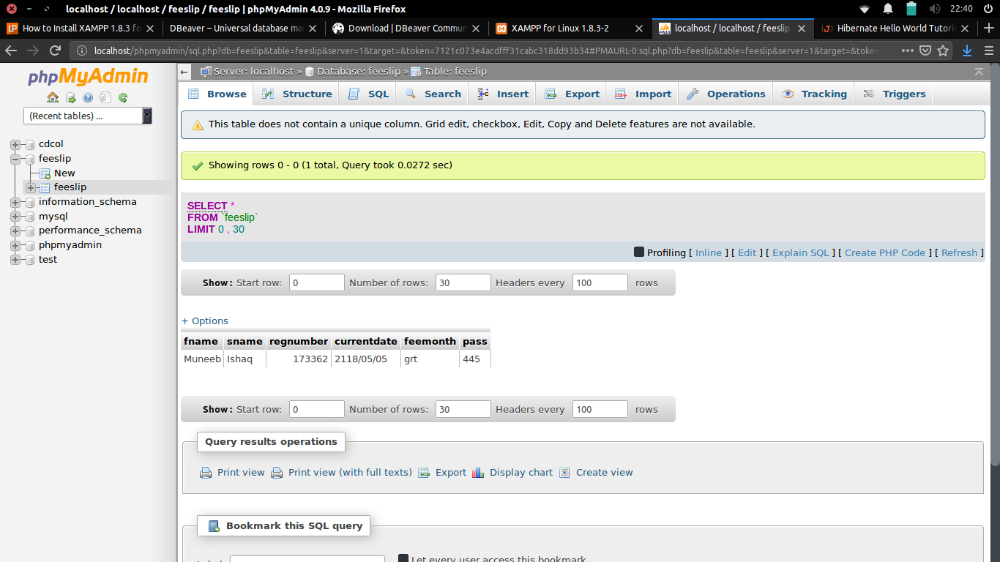 localhost / localhost / feeslip / feeslip | phpMyAdmin 4.0.9 - Mozilla Firefox
22:40
How to Install XAMPP 1.8.3 fo
DBeaver – Universal database ma
Download | DBeaver Commun
XAMPP for Linux 1.8.3-2
localhost / localhost / feeslip
Hibernate Hello World Tutoria
localhost/phpmyadmin/sql.php?db=feeslip&table=feeslip&server=1&target=&token=7121c073e4acdfff31cabc318dd93b34#PMAURL-0:sql.php?db=feeslip&table=feeslip&server=1&target=&token
phpMyAdmin
(Recent tables) ...
cdcol
feeslip
New
feeslip
information_schema
mysql
performance_schema
phpmyadmin
test
Server: localhost » Database: feeslip » Table: feeslip
Browse Structure SQL Search Insert Export Import Operations Tracking Triggers
This table does not contain a unique column. Grid edit, checkbox, Edit, Copy and Delete features are not available.
Showing rows 0 - 0 (1 total, Query took 0.0272 sec)
SELECT *
FROM `feeslip`
LIMIT 0 , 30
Profiling [ Inline ] [ Edit ] [ Explain SQL ] [ Create PHP Code ] [ Refresh ]
Show: Start row: 0 Number of rows: 30 Headers every 100 rows
+ Options
fname sname regnumber currentdate feemonth pass
Muneeb Ishaq 173362 2118/05/05 grt 445
Show: Start row: 0 Number of rows: 30 Headers every 100 rows
Query results operations
Print view Print view (with full texts) Export Display chart Create view
Bookmark this SQL query
Let every user access this bookmark